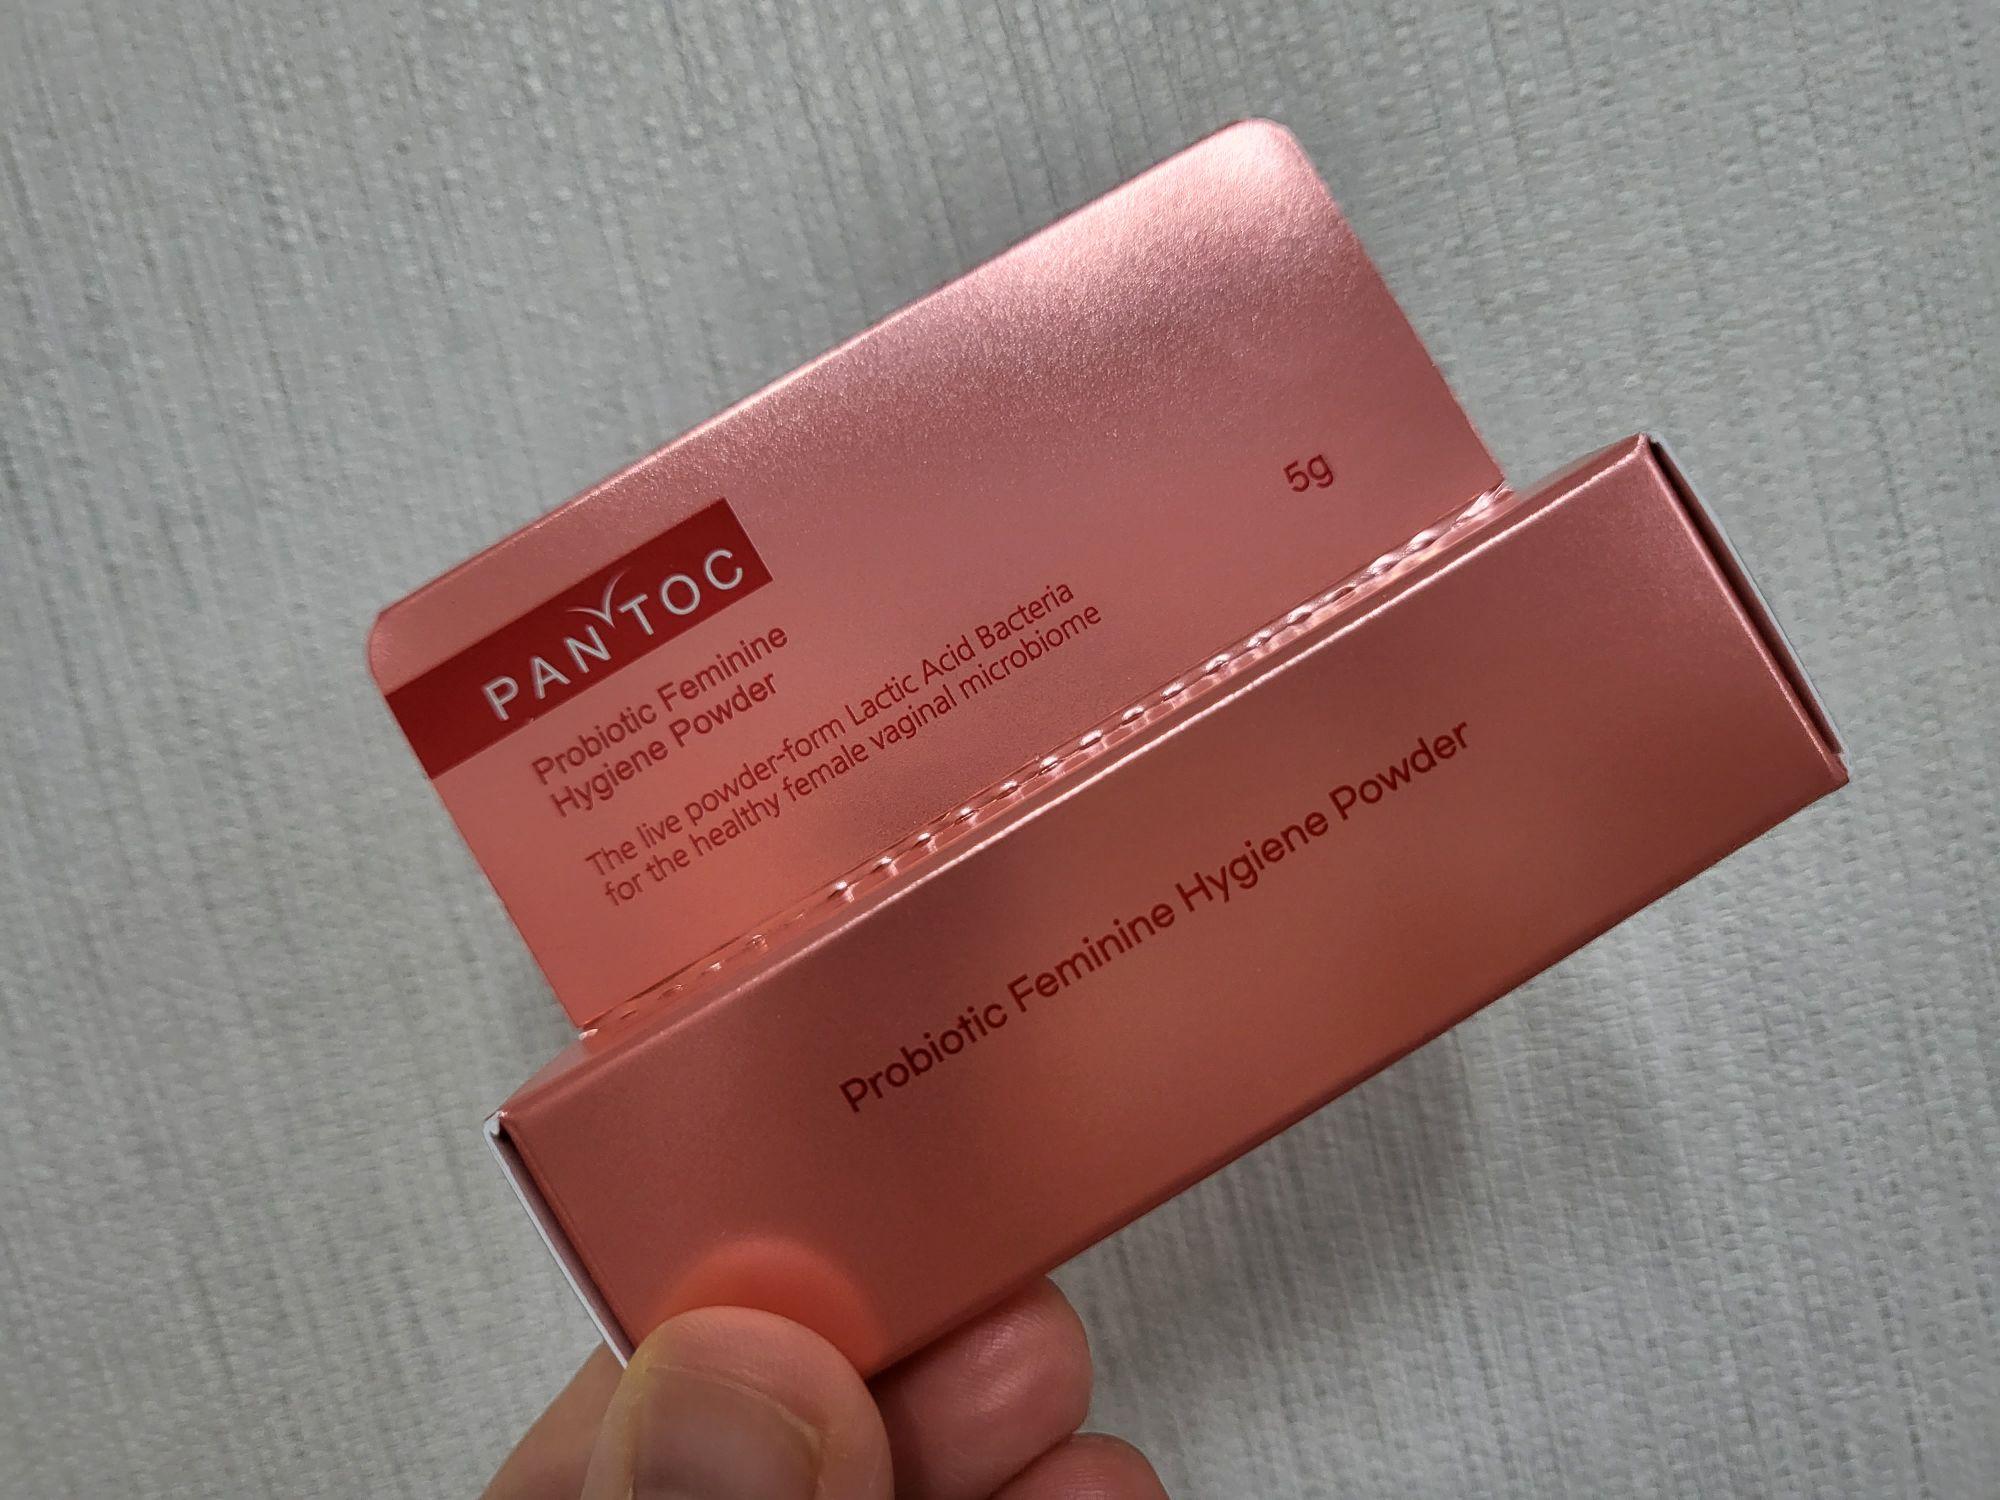 PANTOC
Probiotic Feminine
Hygiene Powder
The live powder-form Lactic Acid Bacteria
for the healthy female vaginal microbiome
5g
Probiotic Feminine Hygiene Powder